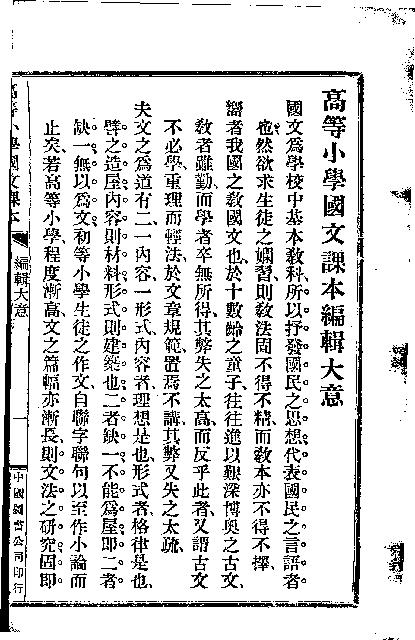 高等小學國文課本編輯大意
國文爲學校中基本教科、所以抒發國民之思想代表國民之言語者
也、然欲求生徒之嫻習、則敎法固不得不精、而敎本亦不得不擇、
嚮者我國之敎國文也、於十數齡之童子、往往進以艱深博奥之古文、
敎者雖勤、而學者卒無所得、其弊失之太高、而反乎此者、又謂古文
不必學、重理而輕法、於文章規範置焉不講、其弊又失之太疏、
夫文之爲道有二、一內容、一形式、內容者理想是也、形式者格律是也、
譬之造屋、內容則材料、形式則建築也、二者缺一、不能爲屋、卽二者
缺一、無以爲文、初等小學生徒之作文、自聯字聯句以至作小論而
止矣、若高等小學、程度漸高、文之篇幅亦漸長、則文法之研究、固卽
高等小學國文課本
編輯大意
一
中國圖書公司印行